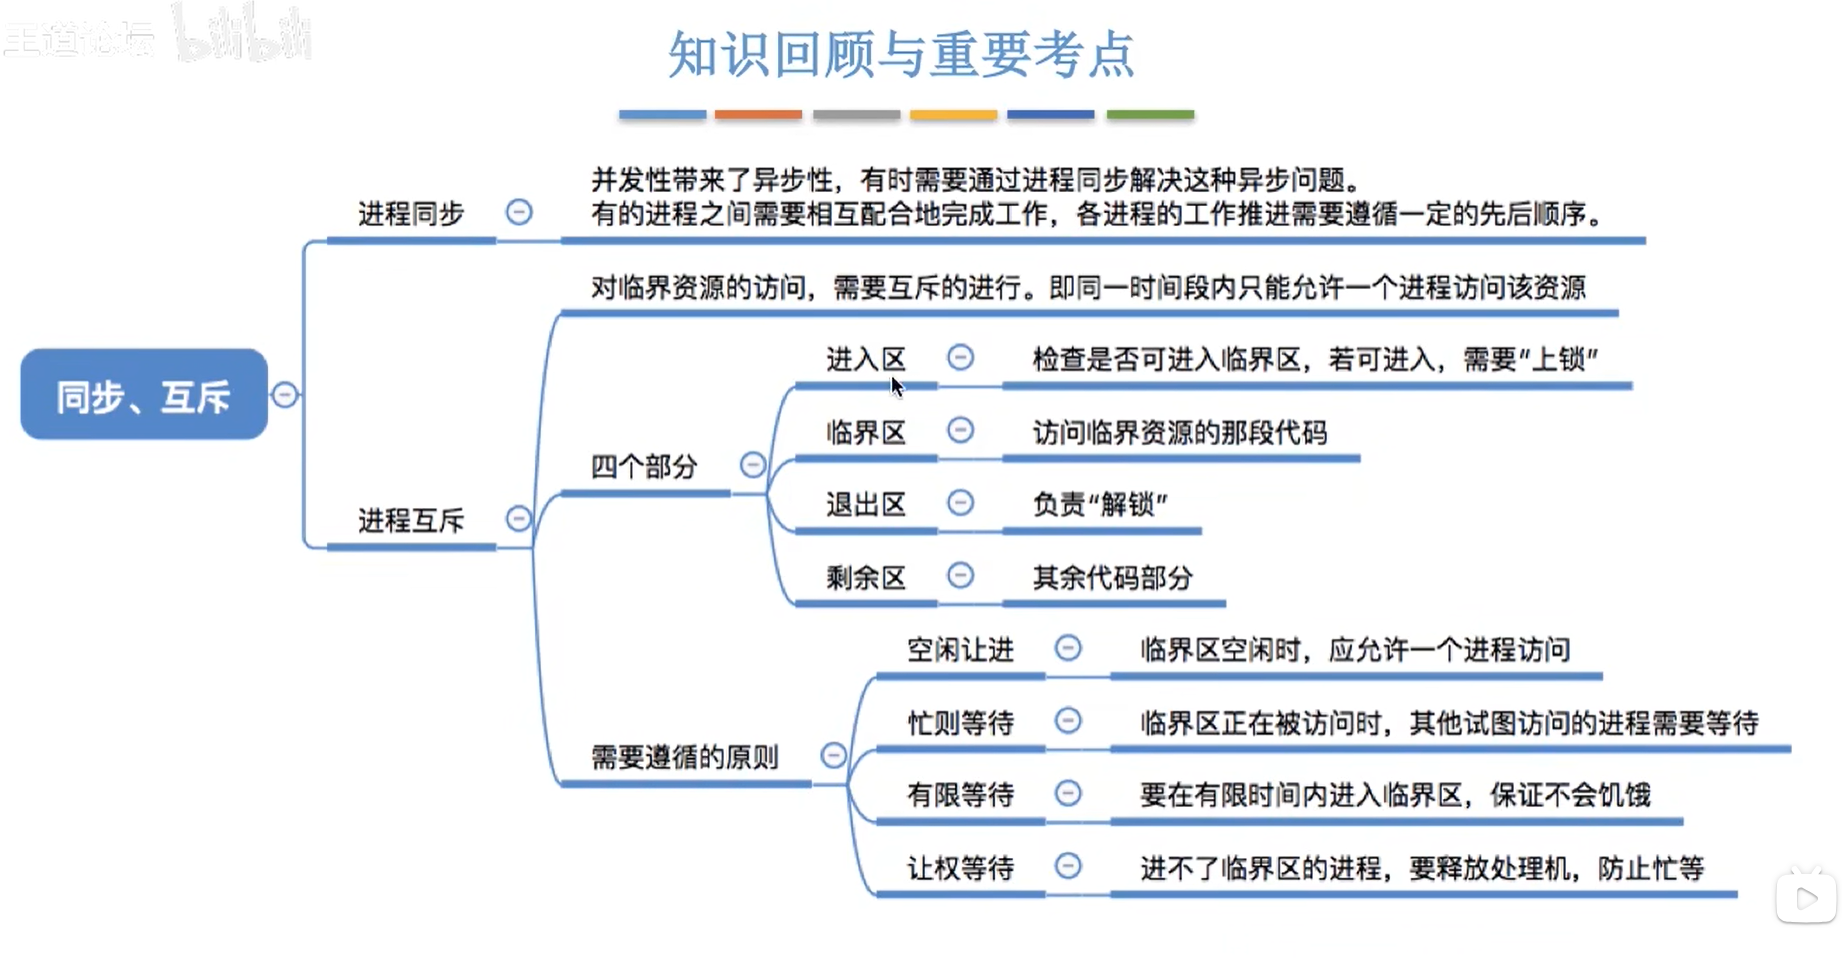 王道论坛 bilibili
知识回顾与重要考点
进程同步
并发性带来了异步性，有时需要通过进程同步解决这种异步问题。
有的进程之间需要相互配合地完成工作，各进程的工作推进需要遵循一定的先后顺序。
对临界资源的访问，需要互斥的进行。即同一时间段内只能允许一个进程访问该资源
同步、互斥
进程互斥
四个部分
进入区
检查是否可进入临界区，若可进入，需要“上锁”
临界区
访问临界资源的那段代码
退出区
负责“解锁”
剩余区
其余代码部分
需要遵循的原则
空闲让进
临界区空闲时，应允许一个进程访问
忙则等待
临界区正在被访问时，其他试图访问的进程需要等待
有限等待
要在有限时间内进入临界区，保证不会饥饿
让权等待
进不了临界区的进程，要释放处理机，防止忙等